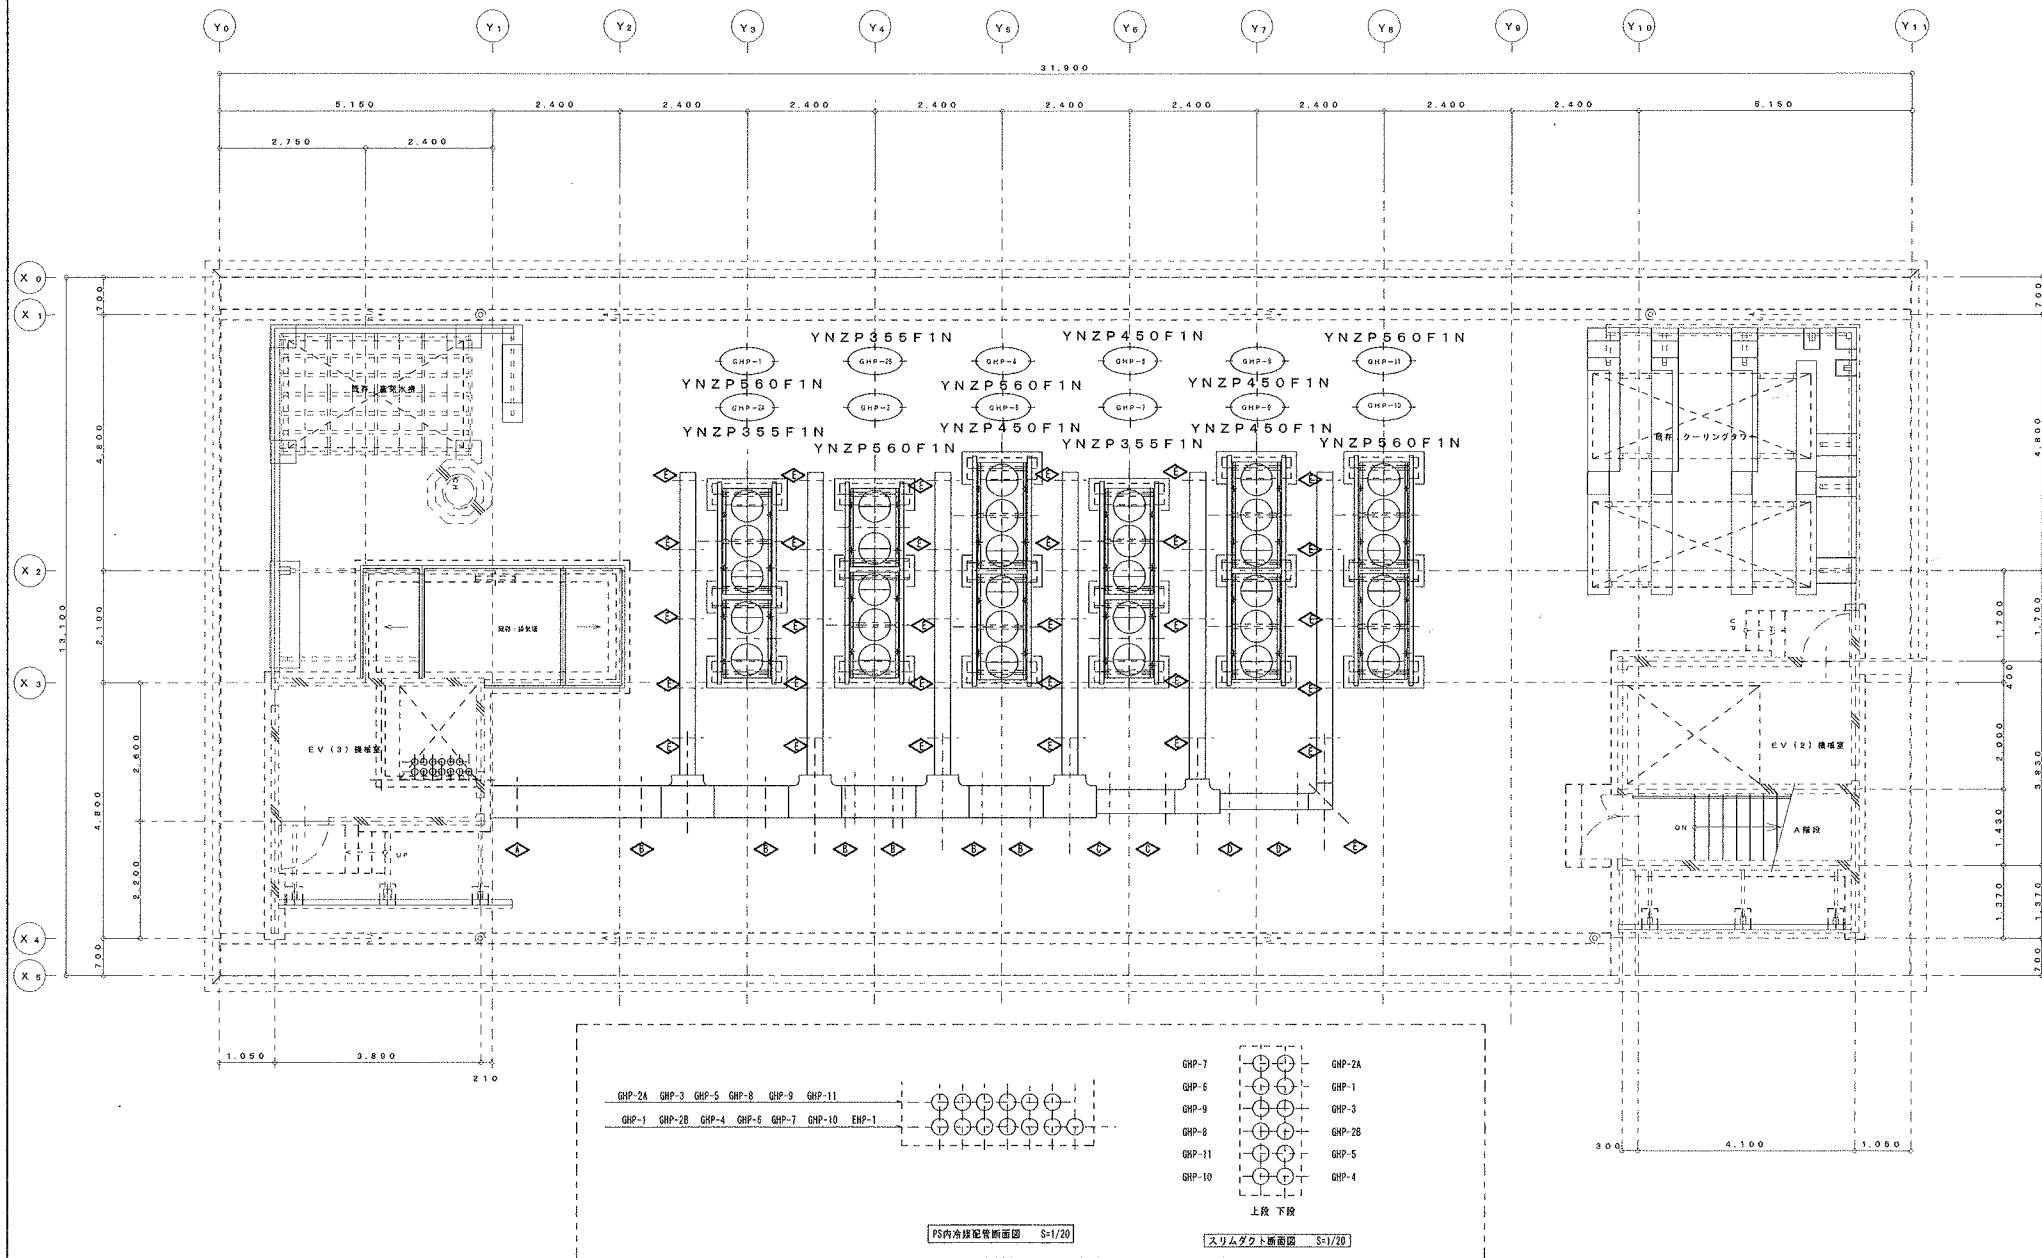 Y0 Y1 Y2 Y3 Y4 Y5 Y6 Y7 Y8 Y9 Y10 Y11
31,900
5,150 2,400 2,400 2,400 2,400 2,400 2,400 2,400 2,400 2,400 5,150
2,750 2,400
X0
X1
X2
X3
X4
X5
700
4,800
2,100
4,800
700
13,100
2,600
2,200
YNZP355F1N YNZP450F1N YNZP560F1N
GHP-1 GHP-2B GHP-4 GHP-8
YNZP560F1N YNZP560F1N YNZP450F1N
GHP-2A GHP-3 GHP-5 GHP-7 GHP-9 GHP-10
YNZP355F1N YNZP450F1N YNZP450F1N
YNZP560F1N YNZP355F1N YNZP560F1N
既存:クーリングタワー
E E E E E E
E E E E E E
E E E E E E
E E E E E E
E E E E E E
EV(3)機械室
EV(2)機械室
UP
UP
DN
A階段
A B B B B B B C C D D E
700
4,800
1,700
1,700
400
2,000
3,830
1,430
1,370
1,370
700
1,050 3,890
210
300 4,100 1,050
GHP-2A GHP-3 GHP-5 GHP-8 GHP-9 GHP-11
GHP-1 GHP-2B GHP-4 GHP-6 GHP-7 GHP-10 EHP-1
PS内冷媒配管断面図 S=1/20
GHP-7 GHP-2A
GHP-6 GHP-1
GHP-9 GHP-3
GHP-8 GHP-2B
GHP-11 GHP-5
GHP-10 GHP-4
上段 下段
スリムダクト断面図 S=1/20